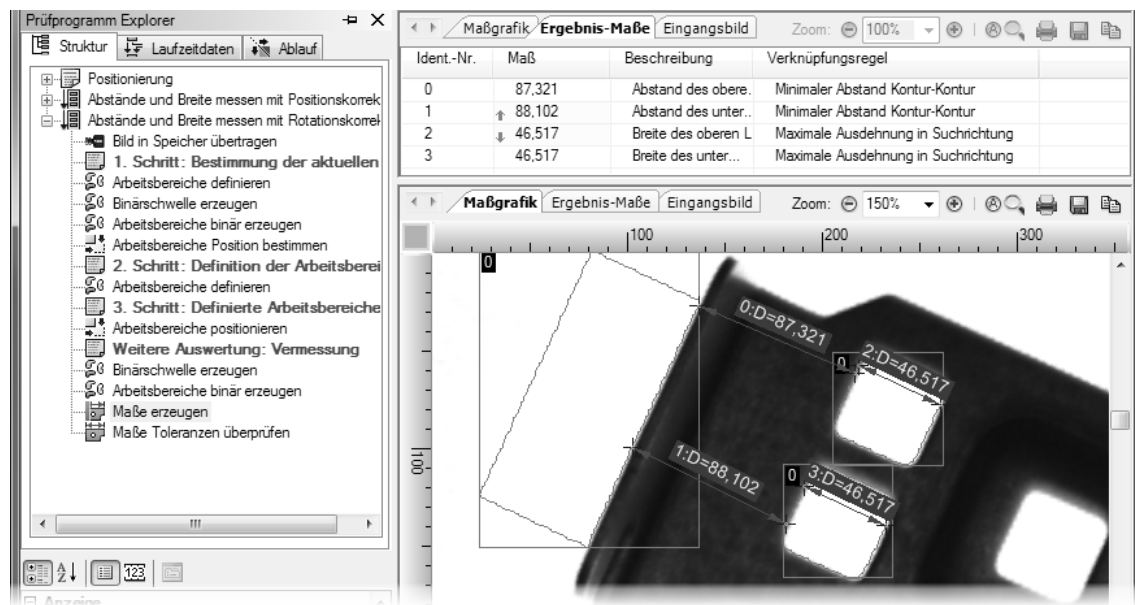 Prüfprogramm Explorer
Struktur Laufzeitdaten Ablauf
Positionierung
Abstände und Breite messen mit Positionskorrek
Abstände und Breite messen mit Rotationskorrek
Bild in Speicher übertragen
1. Schritt: Bestimmung der aktuellen
Arbeitsbereiche definieren
Binärschwelle erzeugen
Arbeitsbereiche binär erzeugen
Arbeitsbereiche Position bestimmen
2. Schritt: Definition der Arbeitsberei
Arbeitsbereiche definieren
3. Schritt: Definierte Arbeitsbereiche
Arbeitsbereiche positionieren
Weitere Auswertung: Vermessung
Binärschwelle erzeugen
Arbeitsbereiche binär erzeugen
Maße erzeugen
Maße Toleranzen überprüfen
123
Anzeige
Maßgrafik Ergebnis-Maße Eingangsbild Zoom: 100%
Ident.-Nr. Maß Beschreibung Verknüpfungsregel
0 87,321 Abstand des obere. Minimaler Abstand Kontur-Kontur
1 88,102 Abstand des unter.. Minimaler Abstand Kontur-Kontur
2 46,517 Breite des oberen L Maximale Ausdehnung in Suchrichtung
3 46,517 Breite des unter... Maximale Ausdehnung in Suchrichtung
Maßgrafik Ergebnis-Maße Eingangsbild Zoom: 150%
100 200 300
100
0
0:D=87,321
0
2:D=46,517
1:D=88,102
0
3:D=46,517